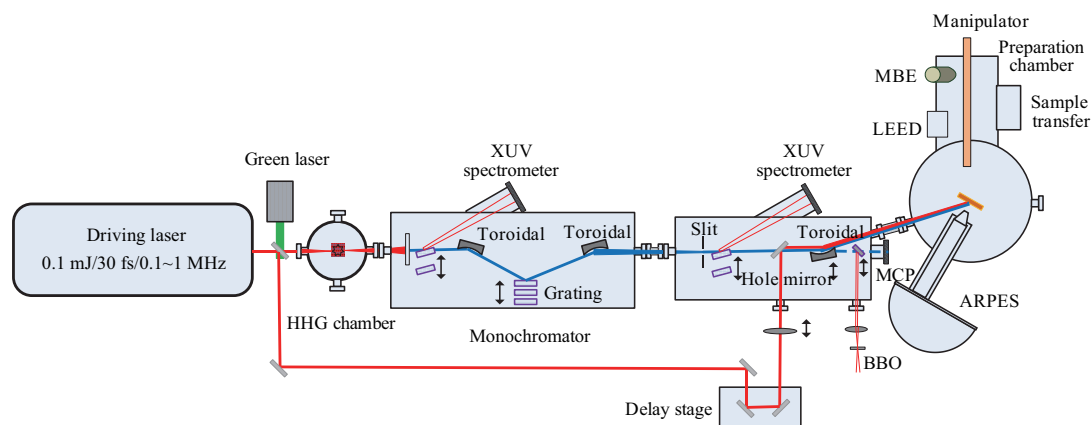 Manipulator
Preparation
chamber
MBE
Sample
transfer
LEED
Green laser
XUV
spectrometer
XUV
spectrometer
Driving laser
0.1 mJ/30 fs/0.1~1 MHz
Toroidal
Toroidal
Slit
Toroidal
MCP
Hole mirror
Grating
HHG chamber
Monochromator
ARPES
BBO
Delay stage